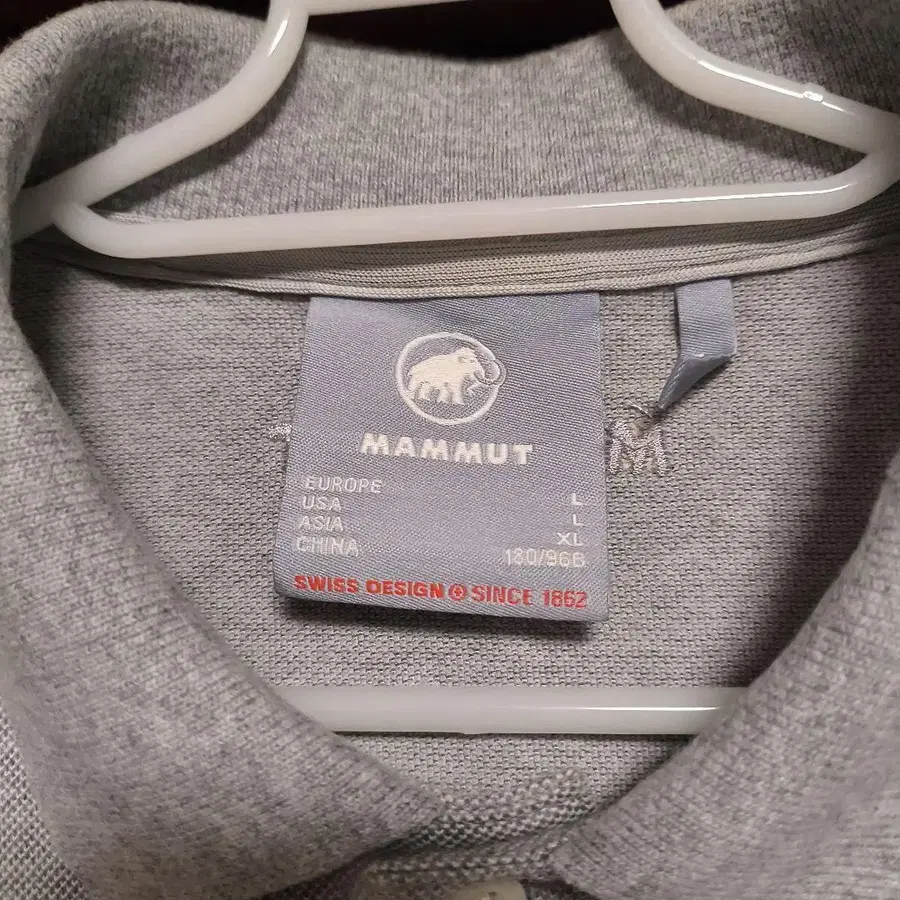 MAMMUT
EUROPE L
USA L
ASIA XL
CHINA 180/96B
SWISS DESIGN SINCE 1862
M